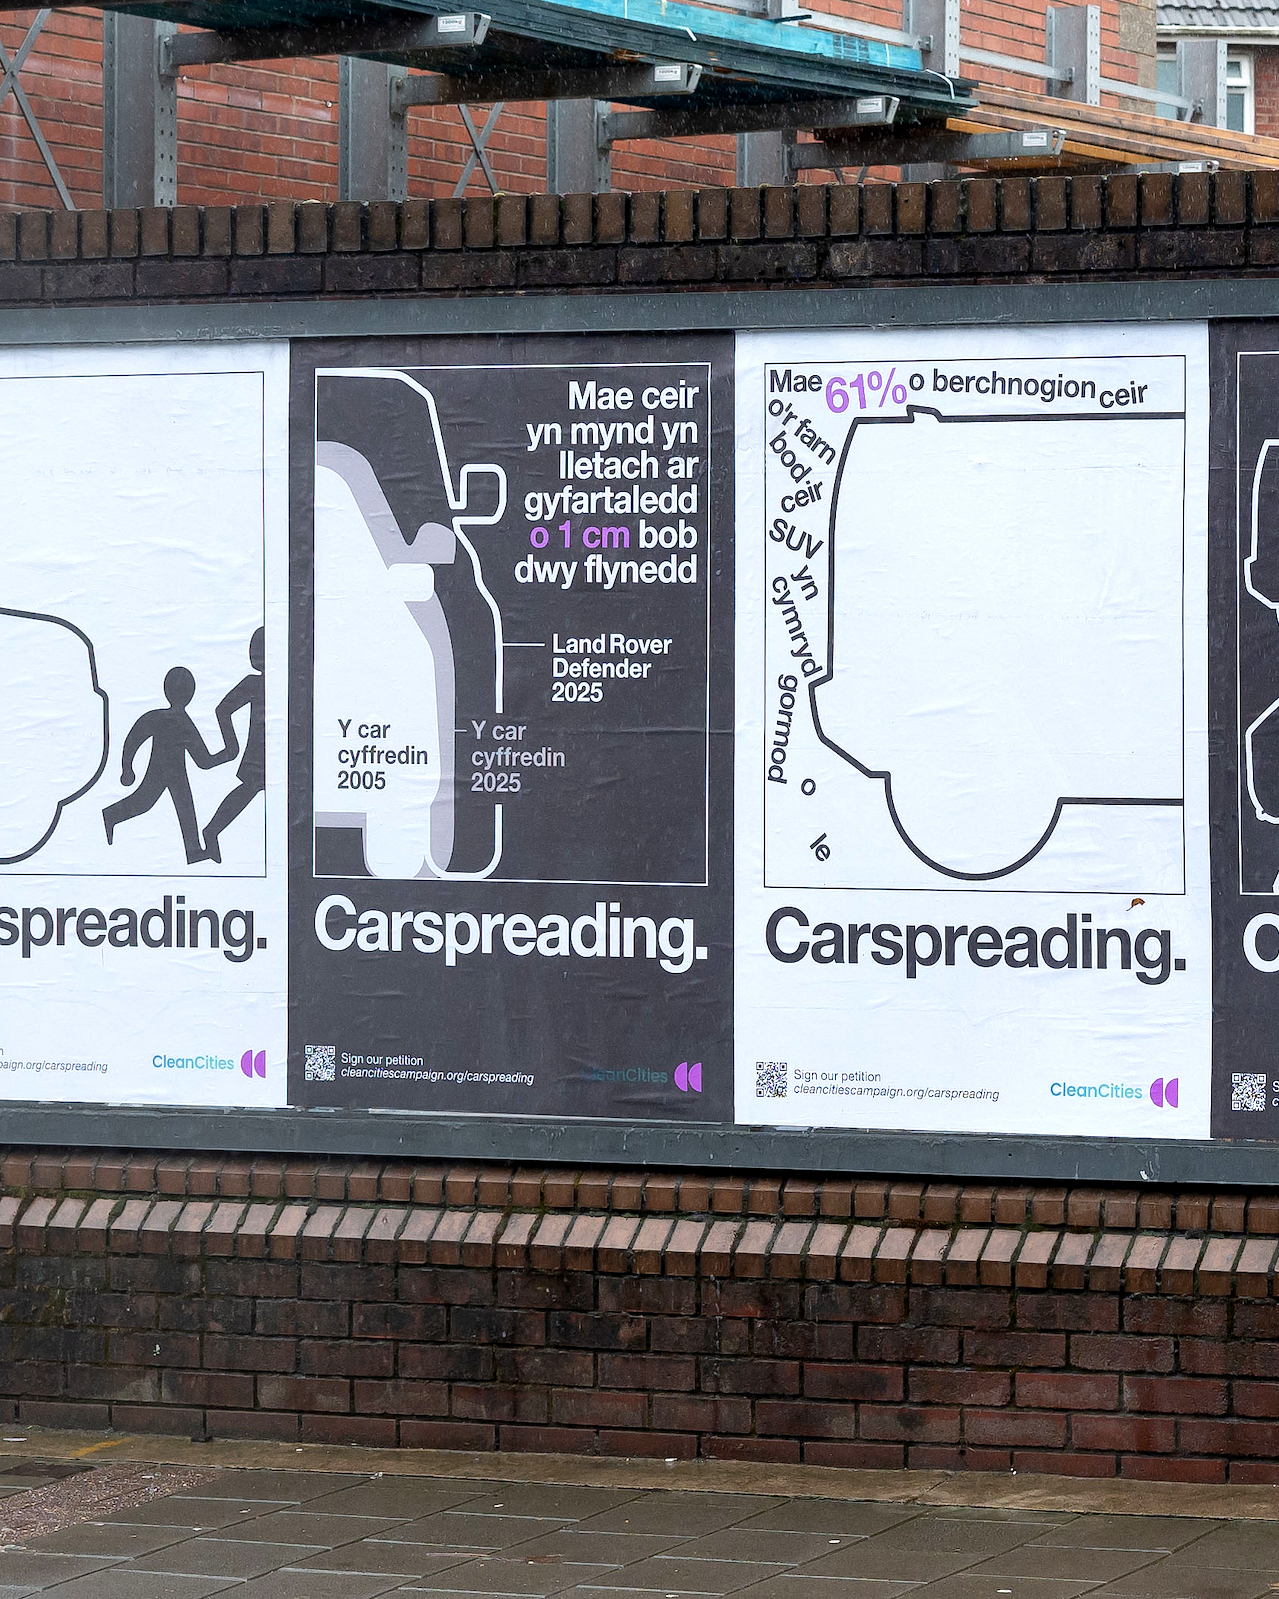 spreading.
paign.org/carspreading
CleanCities
Mae ceir
yn mynd yn
lletach ar
gyfartaledd
o 1 cm bob
dwy flynedd
Land Rover
Defender
2025
Y car
cyffredin
2005
Y car
cyffredin
2025
Carspreading.
Sign our petition
cleancitiescampaign.org/carspreading
CleanCities
Mae 61% o berchnogion ceir
o'r farn
bod
ceir
SUV
yn
cymryd
gormod
o
le
Carspreading.
Sign our petition
cleancitiescampaign.org/carspreading
CleanCities
C
S
c